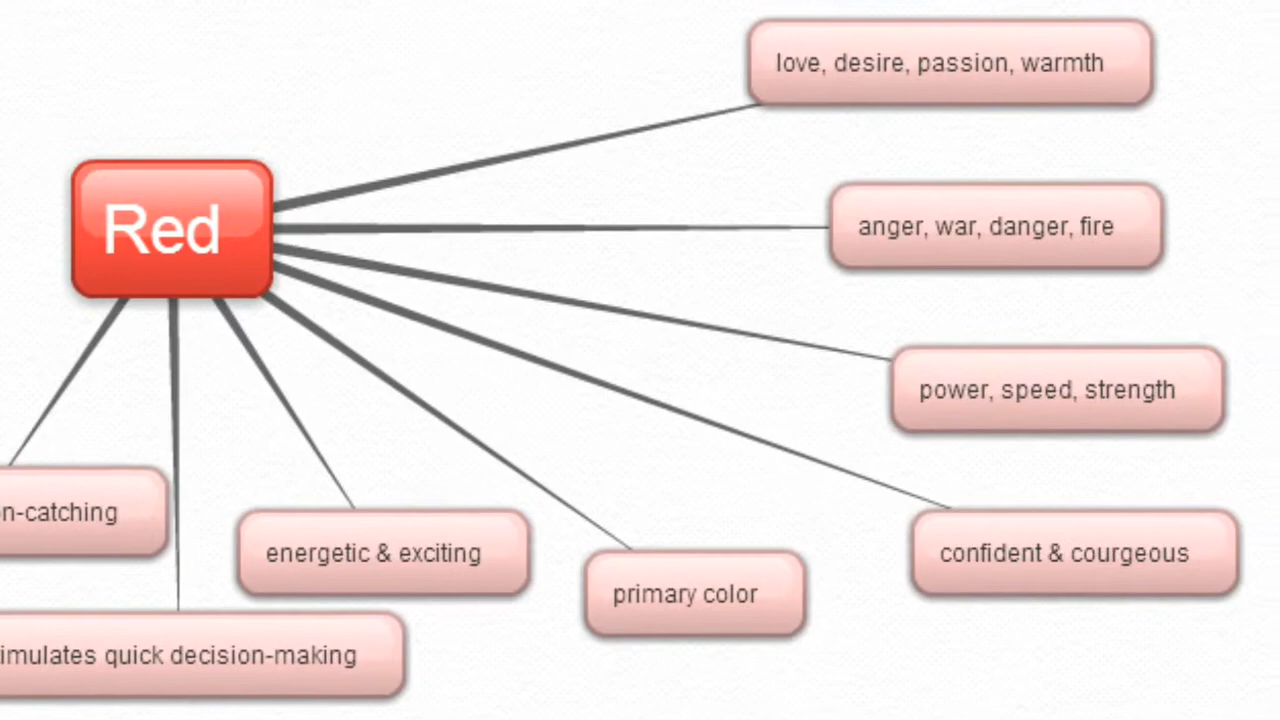 love, desire, passion, warmth
Red
anger, war, danger, fire
power, speed, strength
n-catching
energetic & exciting
confident & courgeous
primary color
imulates quick decision-making